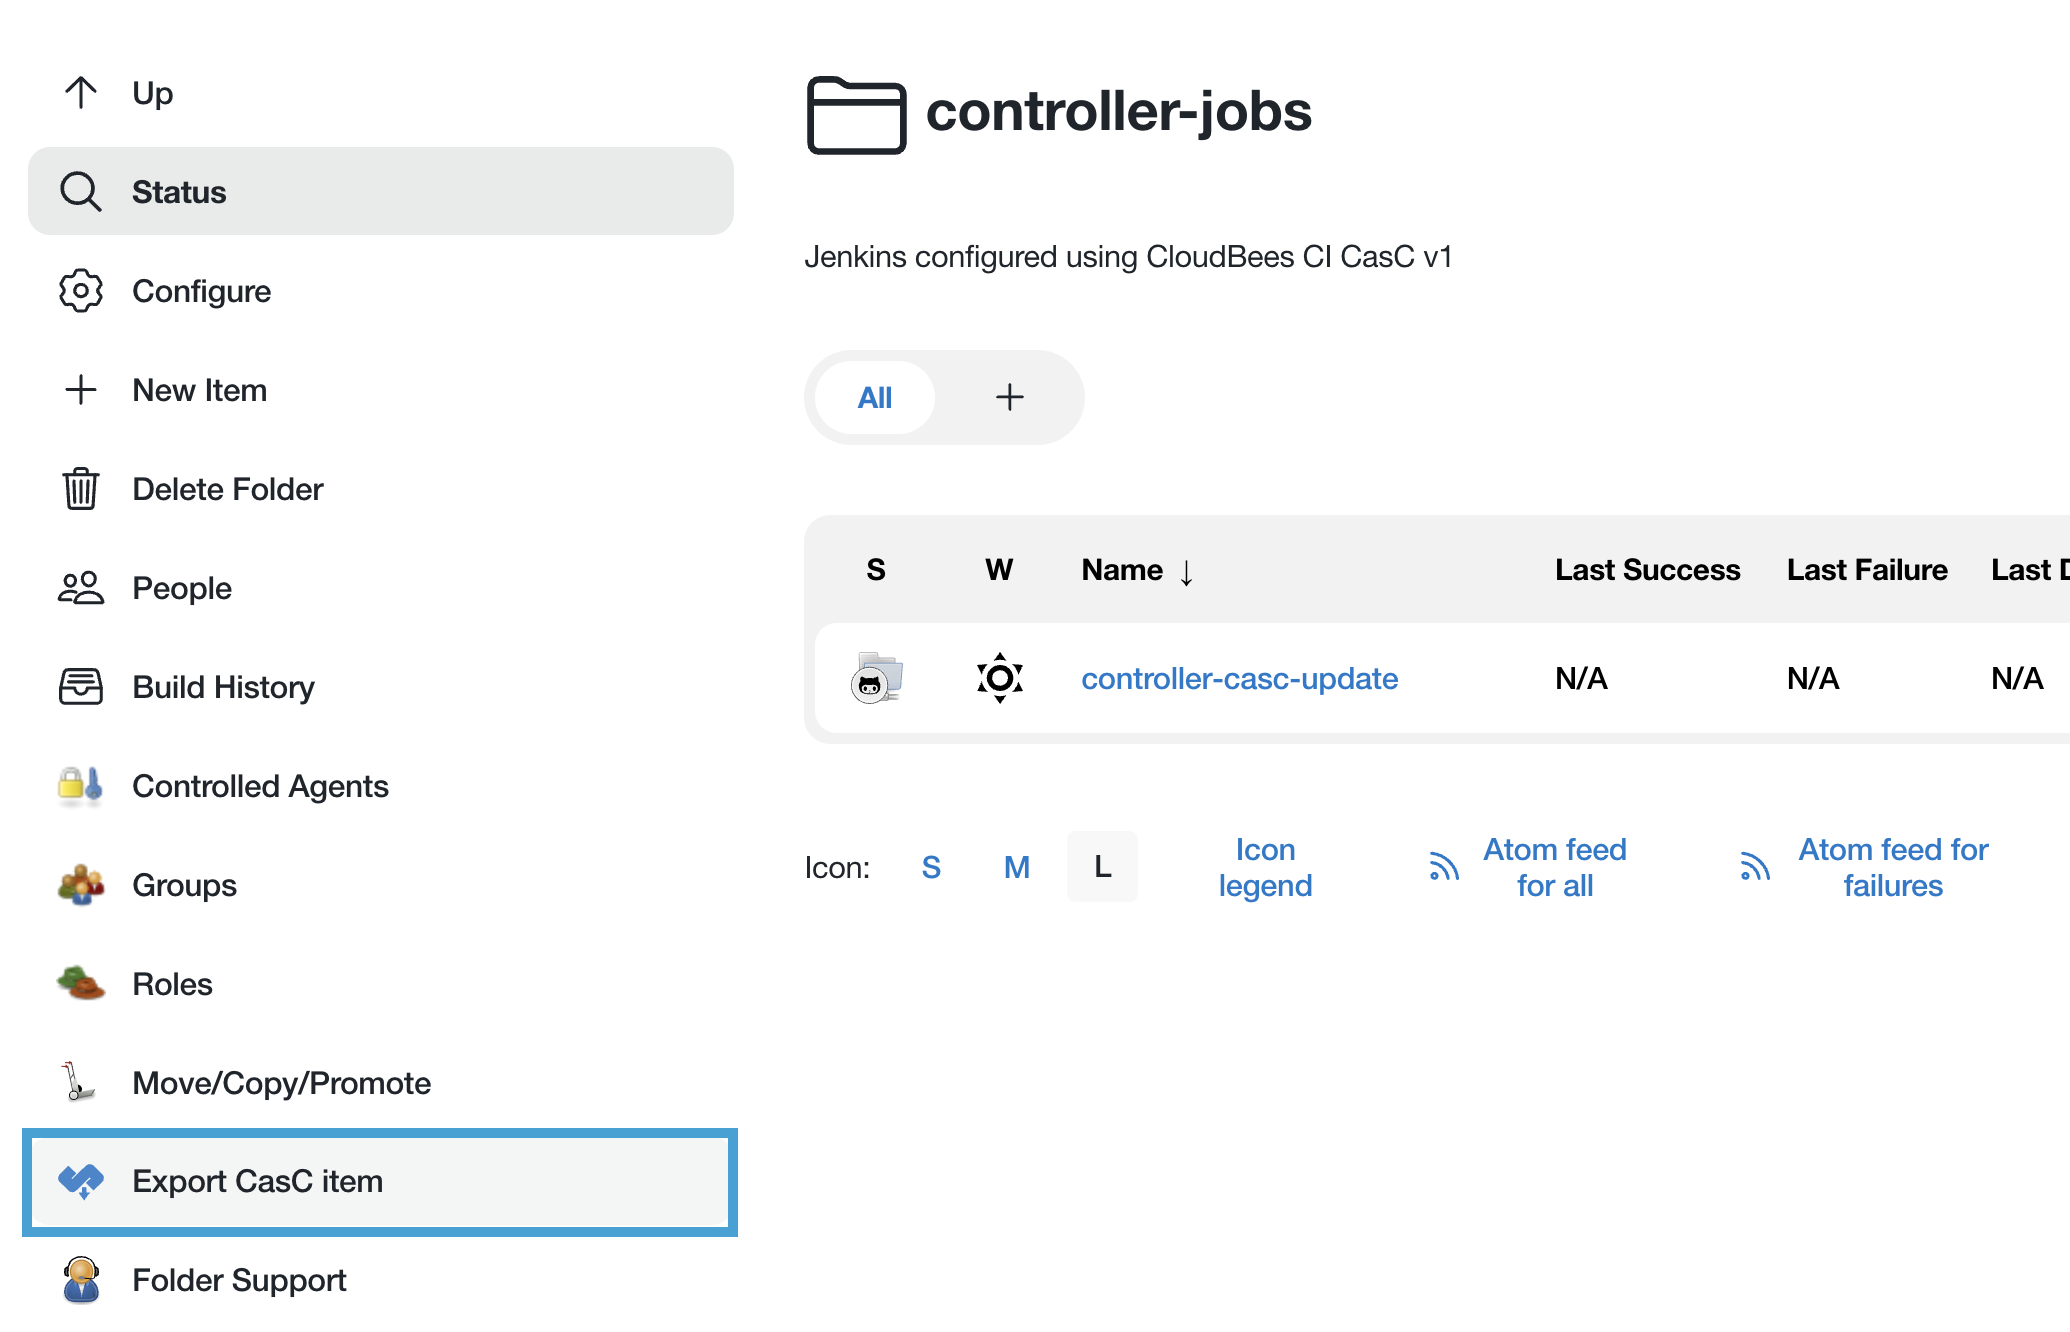 Up
Status
Configure
New Item
Delete Folder
People
Build History
Controlled Agents
Groups
Roles
Move/Copy/Promote
Export CasC item
Folder Support
controller-jobs
Jenkins configured using CloudBees CI CasC v1
All
S W Name ↓ Last Success Last Failure Last
controller-casc-update N/A N/A N/A
Icon: S M L
Icon
legend
Atom feed
for all
Atom feed for
failures